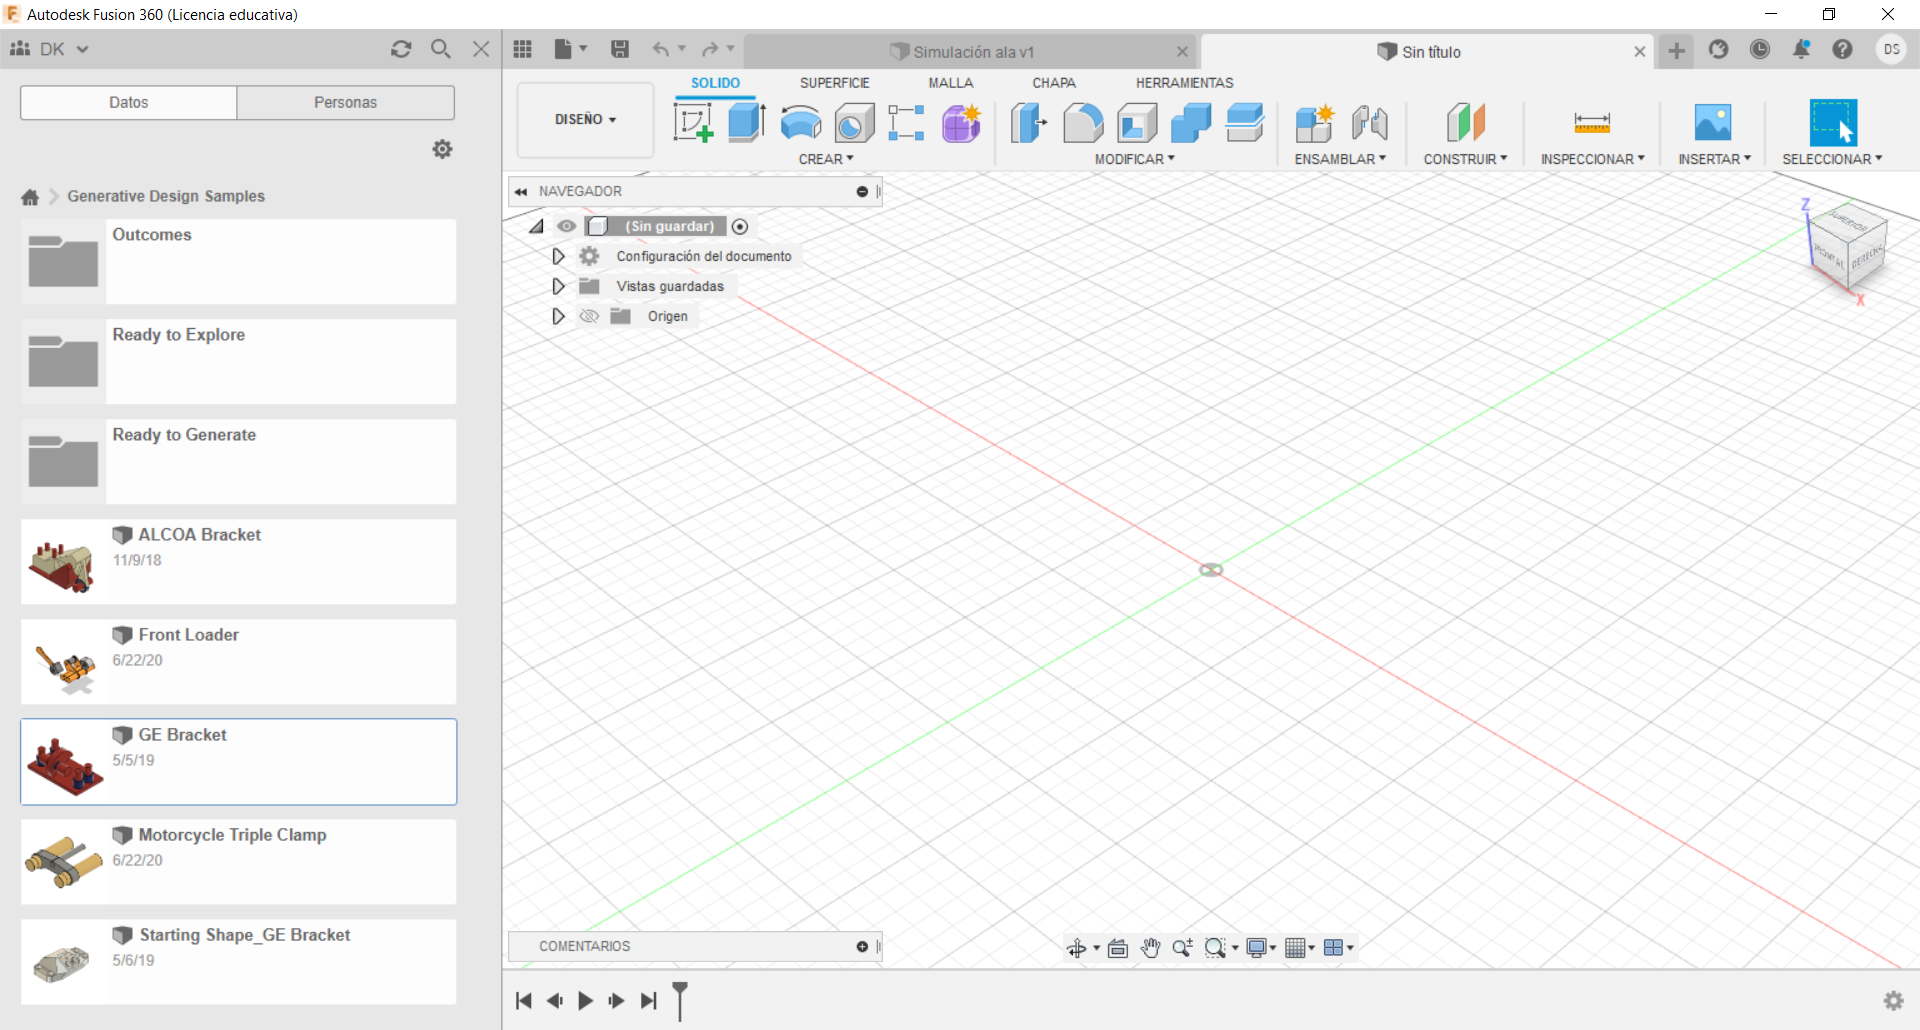 Autodesk Fusion 360 (Licencia educativa)
DK
Simulación ala v1
Sin título
DS
Datos
Personas
DISEÑO
SOLIDO
SUPERFICIE
MALLA
CHAPA
HERRAMIENTAS
CREAR
MODIFICAR
ENSAMBLAR
CONSTRUIR
INSPECCIONAR
INSERTAR
SELECCIONAR
Generative Design Samples
Outcomes
Ready to Explore
Ready to Generate
ALCOA Bracket
11/9/18
Front Loader
6/22/20
GE Bracket
5/5/19
Motorcycle Triple Clamp
6/22/20
Starting Shape_GE Bracket
5/6/19
NAVEGADOR
(Sin guardar)
Configuración del documento
Vistas guardadas
Origen
Z
SUPERIOR
FRONTAL
DERECHA
X
COMENTARIOS